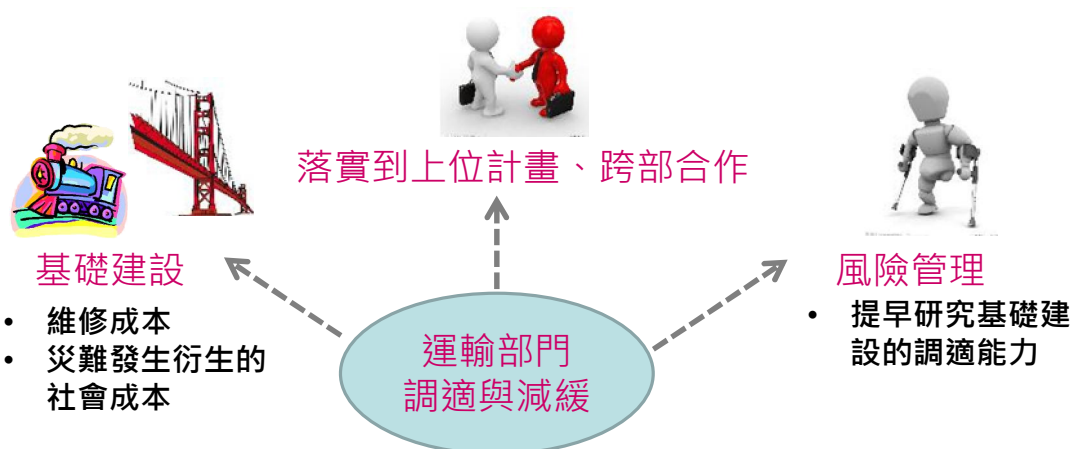 落實到上位計畫、跨部合作
基礎建設
• 維修成本
• 災難發生衍生的
社會成本
風險管理
• 提早研究基礎建
設的調適能力
運輸部門
調適與減緩